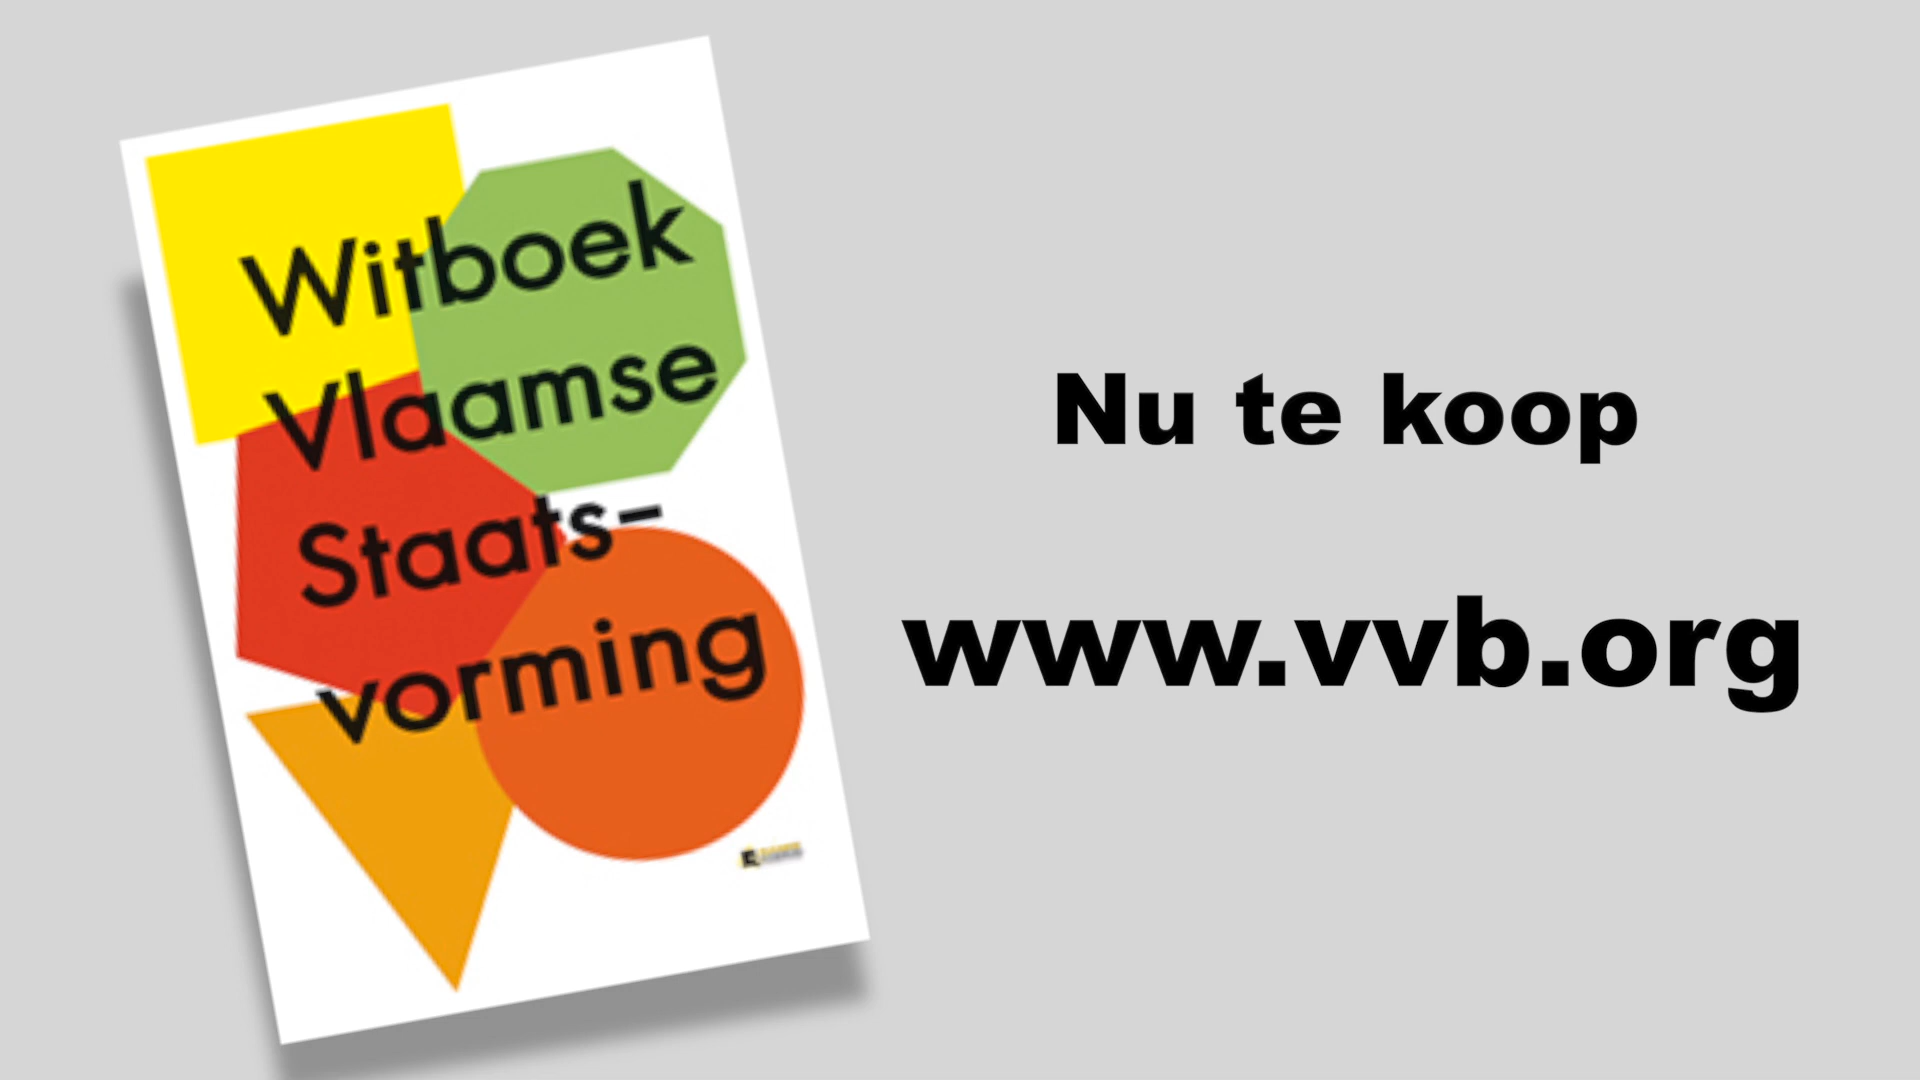 Witboek
Vlaamse
Staats-
vorming
Nu te koop
www.vvb.org